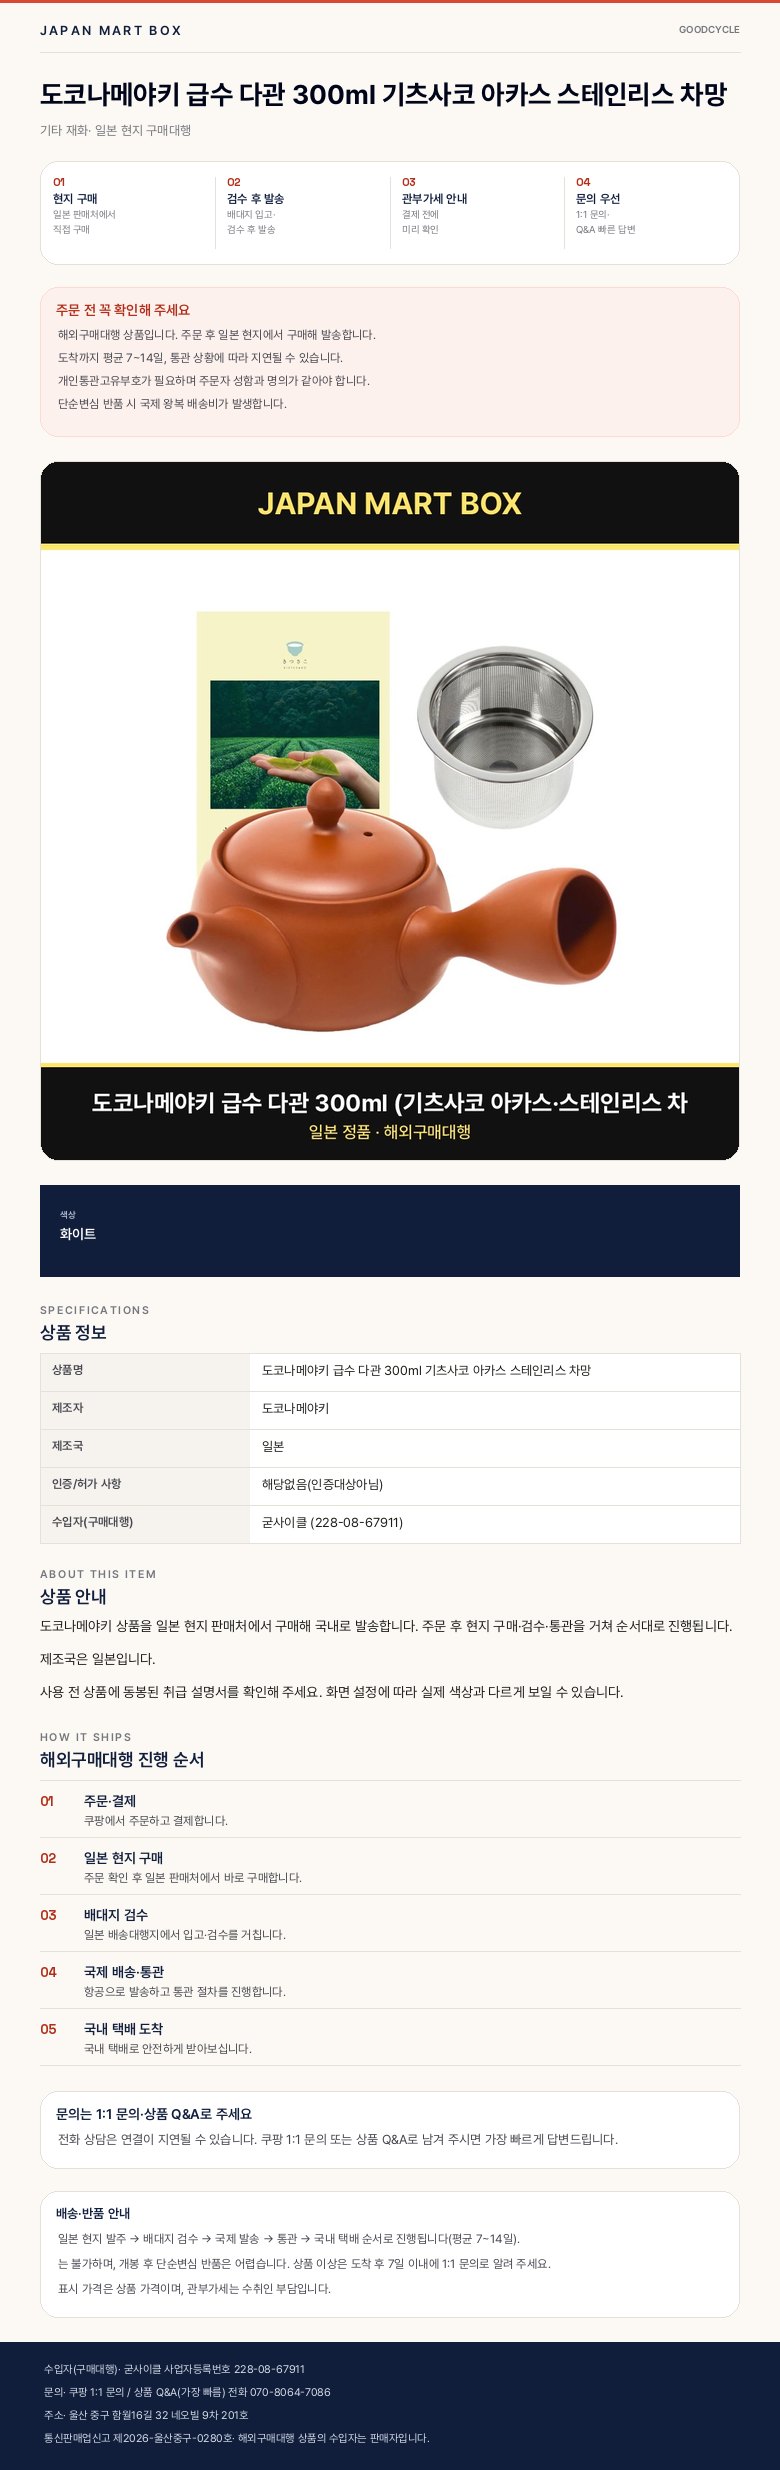 JAPAN MART BOX
GOODCYCLE
도코나메야키 급수 다관 300ml 기츠사코 아카스 스테인리스 차망
기타 재화· 일본 현지 구매대행
01
현지 구매
일본 판매처에서
직접 구매
02
검수 후 발송
배대지 입고·
검수 후 발송
03
관부가세 안내
결제 전에
미리 확인
04
문의 우선
1:1 문의·
Q&A 빠른 답변
주문 전 꼭 확인해 주세요
해외구매대행 상품입니다. 주문 후 일본 현지에서 구매해 발송합니다.
도착까지 평균 7~14일, 통관 상황에 따라 지연될 수 있습니다.
개인통관고유부호가 필요하며 주문자 성함과 명의가 같아야 합니다.
단순변심 반품 시 국제 왕복 배송비가 발생합니다.
JAPAN MART BOX
きつさこ
도코나메야키 급수 다관 300ml (기츠사코 아카스·스테인리스 차
일본 정품 · 해외구매대행
색상
화이트
SPECIFICATIONS
상품 정보
상품명 도코나메야키 급수 다관 300ml 기츠사코 아카스 스테인리스 차망
제조자 도코나메야키
제조국 일본
인증/허가 사항 해당없음(인증대상아님)
수입자(구매대행) 굳사이클 (228-08-67911)
ABOUT THIS ITEM
상품 안내
도코나메야키 상품을 일본 현지 판매처에서 구매해 국내로 발송합니다. 주문 후 현지 구매·검수·통관을 거쳐 순서대로 진행됩니다.
제조국은 일본입니다.
사용 전 상품에 동봉된 취급 설명서를 확인해 주세요. 화면 설정에 따라 실제 색상과 다르게 보일 수 있습니다.
HOW IT SHIPS
해외구매대행 진행 순서
01 주문·결제
쿠팡에서 주문하고 결제합니다.
02 일본 현지 구매
주문 확인 후 일본 판매처에서 바로 구매합니다.
03 배대지 검수
일본 배송대행지에서 입고·검수를 거칩니다.
04 국제 배송·통관
항공으로 발송하고 통관 절차를 진행합니다.
05 국내 택배 도착
국내 택배로 안전하게 받아보십니다.
문의는 1:1 문의·상품 Q&A로 주세요
전화 상담은 연결이 지연될 수 있습니다. 쿠팡 1:1 문의 또는 상품 Q&A로 남겨 주시면 가장 빠르게 답변드립니다.
배송·반품 안내
일본 현지 발주 → 배대지 검수 → 국제 발송 → 통관 → 국내 택배 순서로 진행됩니다(평균 7~14일).
는 불가하며, 개봉 후 단순변심 반품은 어렵습니다. 상품 이상은 도착 후 7일 이내에 1:1 문의로 알려 주세요.
표시 가격은 상품 가격이며, 관부가세는 수취인 부담입니다.
수입자(구매대행)· 굳사이클 사업자등록번호 228-08-67911
문의· 쿠팡 1:1 문의 / 상품 Q&A(가장 빠름) 전화 070-8064-7086
주소· 울산 중구 함월16길 32 네오빌 9차 201호
통신판매업신고 제2026-울산중구-0280호· 해외구매대행 상품의 수입자는 판매자입니다.